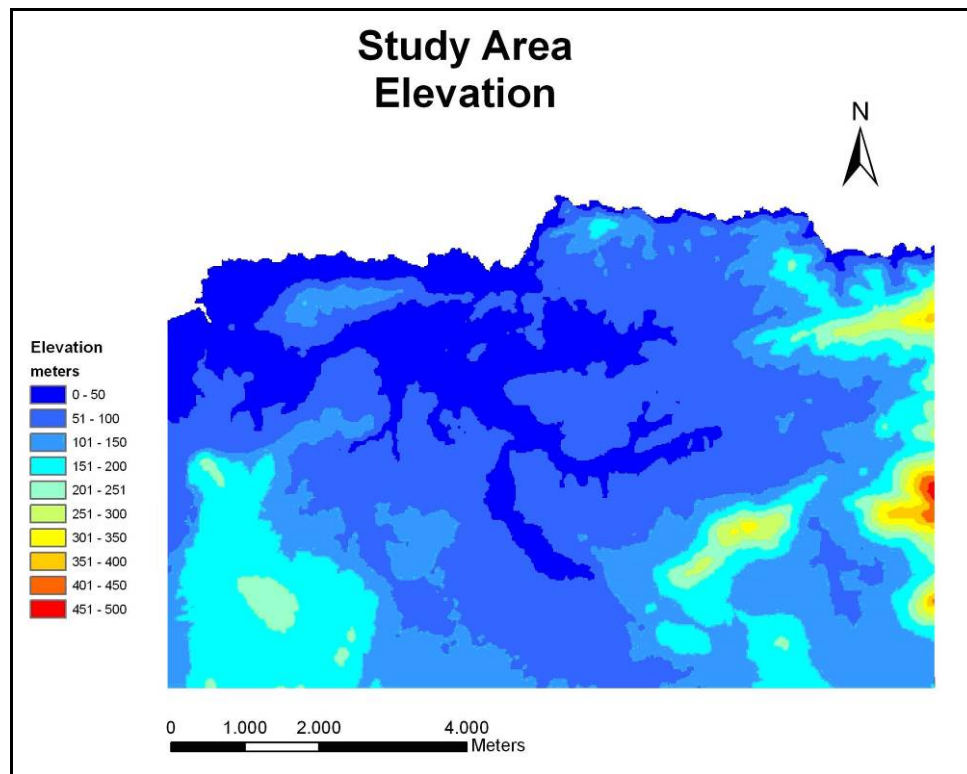 Study Area
Elevation
N
Elevation
meters
0 - 50
51 - 100
101 - 150
151 - 200
201 - 251
251 - 300
301 - 350
351 - 400
401 - 450
451 - 500
0 1.000 2.000 4.000
Meters